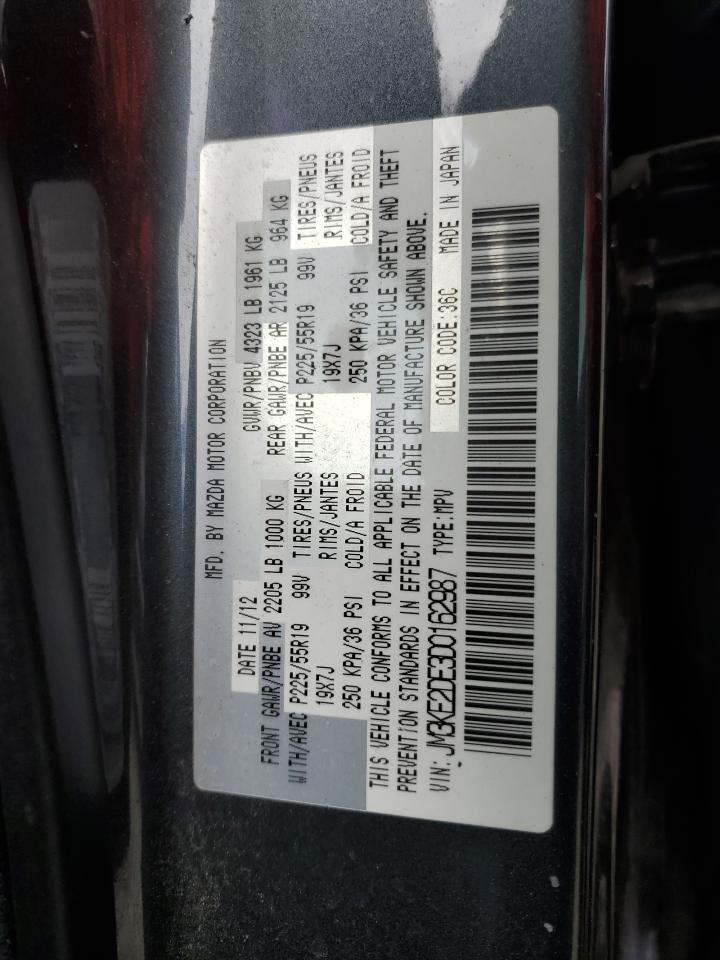 MFD. BY MAZDA MOTOR CORPORATION
DATE 11/12 GVWR/PNBV 4323 LB 1961 KG
FRONT GAWR/PNBE AV 2205 LB 1000 KG REAR GAWR/PNBE AR 2125 LB 964 KG
WITH/AVEC P225/55R19 99V TIRES/PNEUS WITH/AVEC P225/55R19 99V TIRES/PNEUS
19X7J RIMS/JANTES 19X7J RIMS/JANTES
250 KPA/36 PSI COLD/A FROID 250 KPA/36 PSI COLD/A FROID
THIS VEHICLE CONFORMS TO ALL APPLICABLE FEDERAL MOTOR VEHICLE SAFETY AND THEFT
PREVENTION STANDARDS IN EFFECT ON THE DATE OF MANUFACTURE SHOWN ABOVE.
VIN: JM3KE2DE3D0162987 TYPE:MPV COLOR CODE:36C MADE IN JAPAN